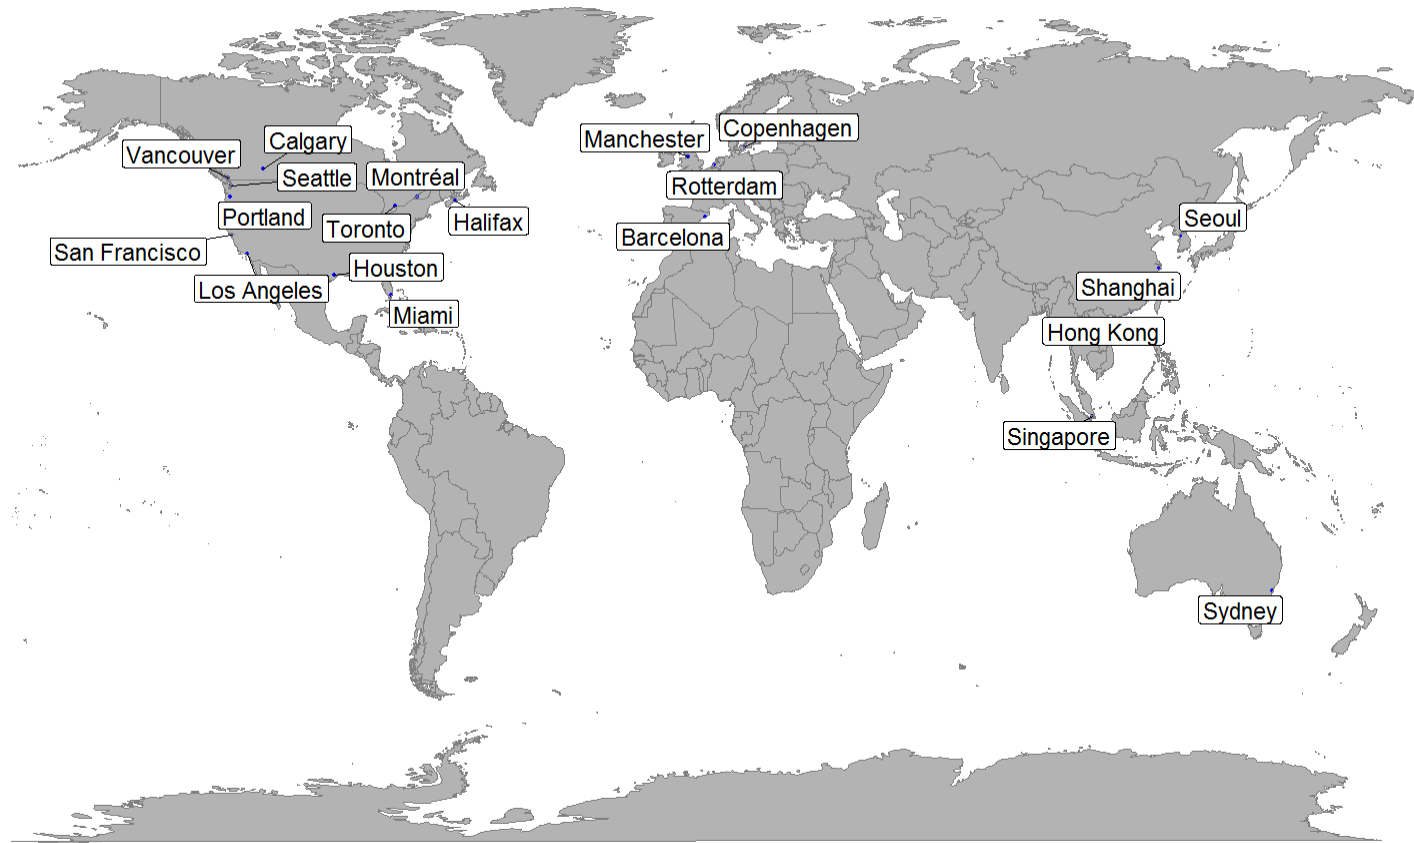 Copenhagen
Manchester
Calgary
Vancouver
Seattle
Montréal
Rotterdam
Portland
Halifax
Seoul
Toronto
Barcelona
San Francisco
Houston
Los Angeles
Shanghai
Miami
Hong Kong
Singapore
Sydney